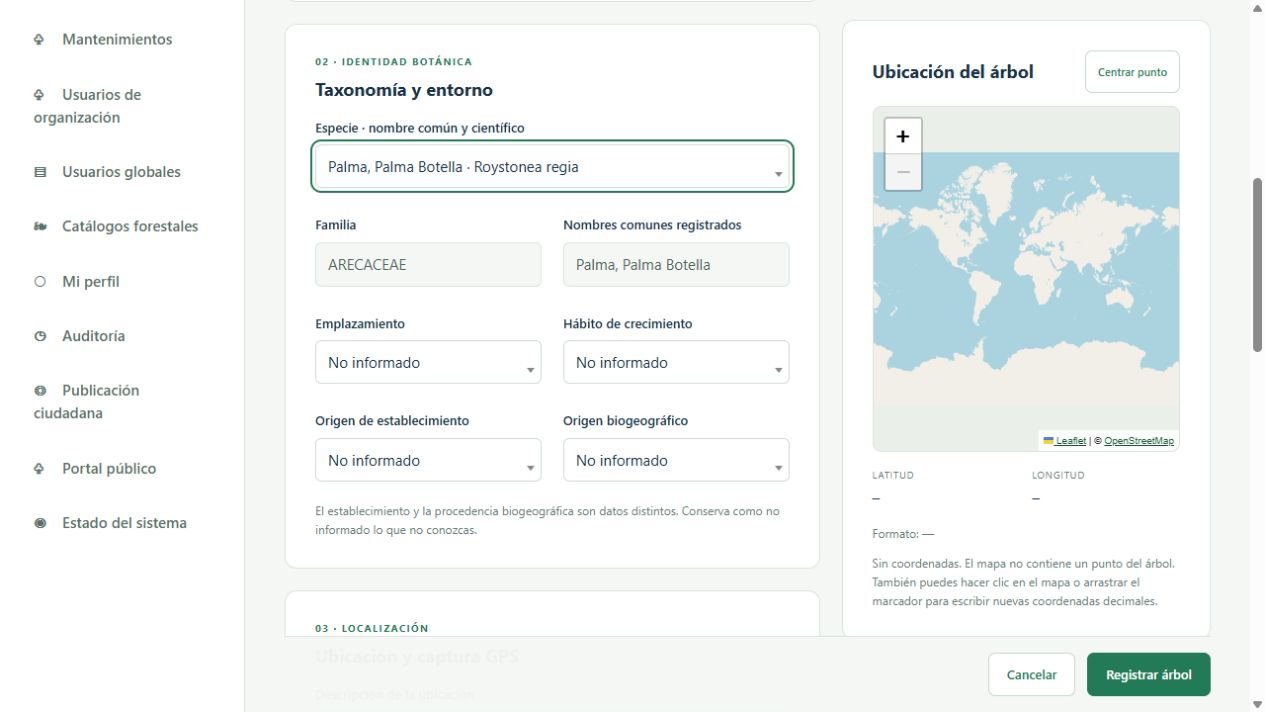 Mantenimientos
Usuarios de
organización
Usuarios globales
Catálogos forestales
Mi perfil
Auditoría
Publicación
ciudadana
Portal público
Estado del sistema
02 · IDENTIDAD BOTÁNICA
Taxonomía y entorno
Especie · nombre común y científico
Palma, Palma Botella · Roystonea regia
Familia
Nombres comunes registrados
ARECACEAE
Palma, Palma Botella
Emplazamiento
Hábito de crecimiento
No informado
No informado
Origen de establecimiento
Origen biogeográfico
No informado
No informado
El establecimiento y la procedencia biogeográfica son datos distintos. Conserva como no
informado lo que no conozcas.
03 · LOCALIZACIÓN
Ubicación y captura GPS
Descripción de la ubicación
Ubicación del árbol
Centrar punto
+
−
Leaflet | © OpenStreetMap
LATITUD
LONGITUD
–
–
Formato: —
Sin coordenadas. El mapa no contiene un punto del árbol.
También puedes hacer clic en el mapa o arrastrar el
marcador para escribir nuevas coordenadas decimales.
Cancelar
Registrar árbol